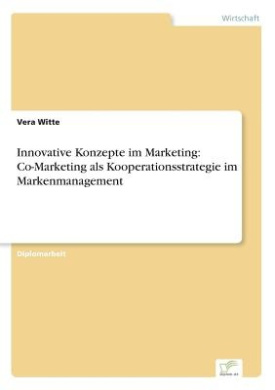 Wirtschaft
Vera Witte
Innovative Konzepte im Marketing:
Co-Marketing als Kooperationsstrategie im
Markenmanagement
Diplomarbeit